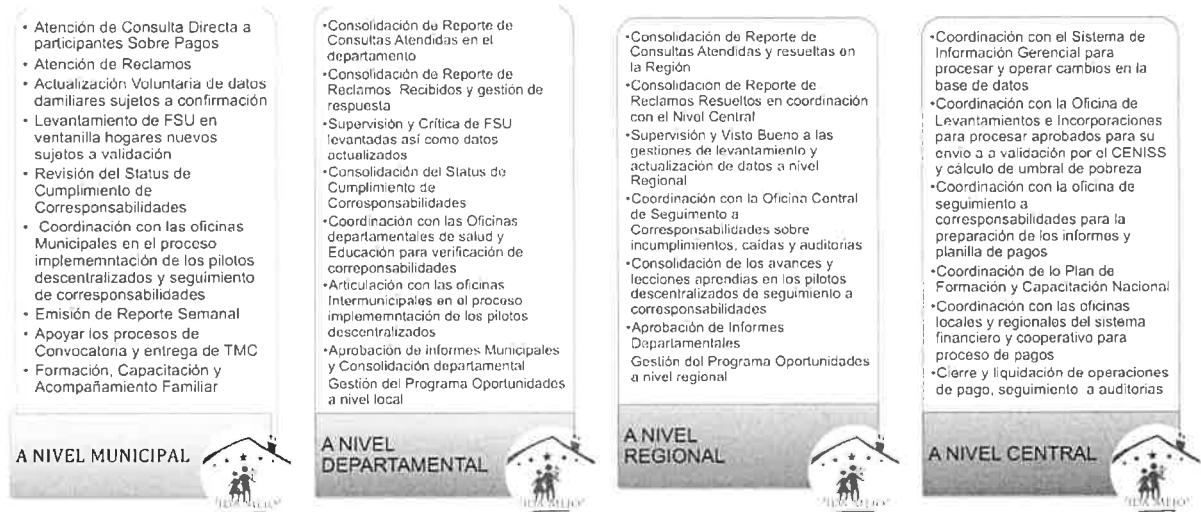 • Atención de Consulta Directa a
participantes Sobre Pagos
• Atención de Reclamos
• Actualización Voluntaria de datos
damiliares sujetos a confirmación
• Levantamiento de FSU en
ventanilla hogares nuevos
sujetos a validación
• Revisión del Status de
Cumplimiento de
Corresponsabilidades
• Coordinación con las oficinas
Municipales en el proceso
implememntación de los pilotos
descentralizados y seguimiento
de corresponsabilidades
• Emisión de Reporte Semanal
• Apoyar los procesos de
Convocatoria y entrega de TMC
• Formación, Capacitación y
Acompañamiento Familiar
A NIVEL MUNICIPAL
•Consolidación de Reporte de
Consultas Atendidas en el
departamento
•Consolidación de Reporte de
Reclamos Recibidos y gestión de
respuesta
•Supervisión y Crítica de FSU
levantadas así como datos
actualizados
•Consolidación del Status de
Cumplimiento de
Corresponsabilidades
•Coordinación con las Oficinas
departamentales de salud y
Educación para verificación de
correponsabilidades
•Articulación con las oficinas
Intermunicipales en el proceso
implememntación de los pilotos
descentralizados
•Aprobación de informes Municipales
y Consolidación departamental
Gestión del Programa Oportunidades
a nivel local
A NIVEL
DEPARTAMENTAL
•Consolidación de Reporte de
Consultas Atendidas y resueltas en
la Región
•Consolidación de Reporte de
Reclamos Resueltos en coordinación
con el Nivel Central
•Supervisión y Visto Bueno a las
gestiones de levantamiento y
actualización de datos a nivel
Regional
•Coordinación con la Oficina Central
de Seguimento a
Corresponsabilidades sobre
incumplimientos, caídas y auditorias
•Consolidación de los avances y
lecciones aprendias en los pilotos
descentralizados de seguimiento a
corresponsabilidades
•Aprobación de Informes
Departamentales
Gestión del Programa Oportunidades
a nivel regional
A NIVEL
REGIONAL
•Coordinación con el Sistema de
Información Gerencial para
procesar y operar cambios en la
base de datos
•Coordinación con la Oficina de
Levantamientos e Incorporaciones
para procesar aprobados para su
envio a a validación por el CENISS
y cálculo de umbral de pobreza
•Coordinación con la oficina de
seguimiento a
corresponsabilidades para la
preparación de los informes y
planilla de pagos
•Coordinación de lo Plan de
Formación y Capacitación Nacional
•Coordinación con las oficinas
locales y regionales del sistema
financiero y cooperativo para
proceso de pagos
•Cierre y liquidación de operaciones
de pago, seguimiento a auditorias
A NIVEL CENTRAL